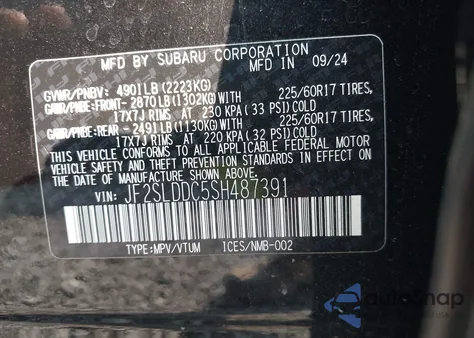 MFD BY SUBARU CORPORATION
MFD IN 09/24
GVWR/PNBV: 4901LB (2223KG)
GAWR/PNBE:FRONT- 2870LB(1302KG)WITH 225/60R17 TIRES,
17X7J RIMS AT 230 KPA (33 PSI)COLD
GAWR/PNBE:REAR - 2491LB(1130KG)WITH 225/60R17 TIRES,
17X7J RIMS AT 220 KPA (32 PSI)COLD
THIS VEHICLE CONFORMS TO ALL APPLICABLE FEDERAL MOTOR
VEHICLE SAFETY, BUMPER, AND THEFT PREVENTION STANDARDS
IN EFFECT ON THE DATE OF MANUFACTURE SHOWN ABOVE.
VIN: JF2SLDDC5SH487391
TYPE:MPV/VTUM ICES/NMB-002
autosnap